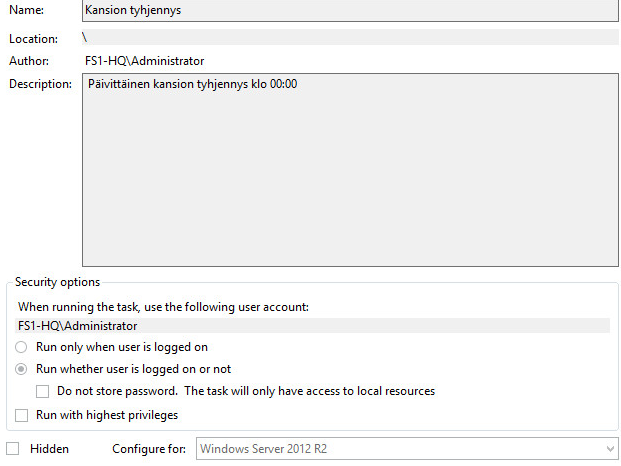 Name: Kansion tyhjennys
Location: \
Author: FS1-HQ\Administrator
Description: Päivittäinen kansion tyhjennys klo 00:00
Security options
When running the task, use the following user account:
FS1-HQ\Administrator
Run only when user is logged on
Run whether user is logged on or not
Do not store password. The task will only have access to local resources
Run with highest privileges
Hidden Configure for: Windows Server 2012 R2